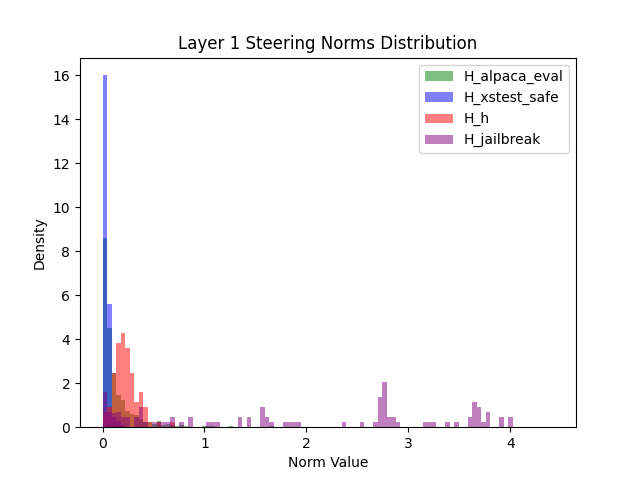 Layer 1 Steering Norms Distribution
H_alpaca_eval
H_xstest_safe
H_h
H_jailbreak
Density
16
14
12
10
8
6
4
2
0
0 1 2 3 4
Norm Value